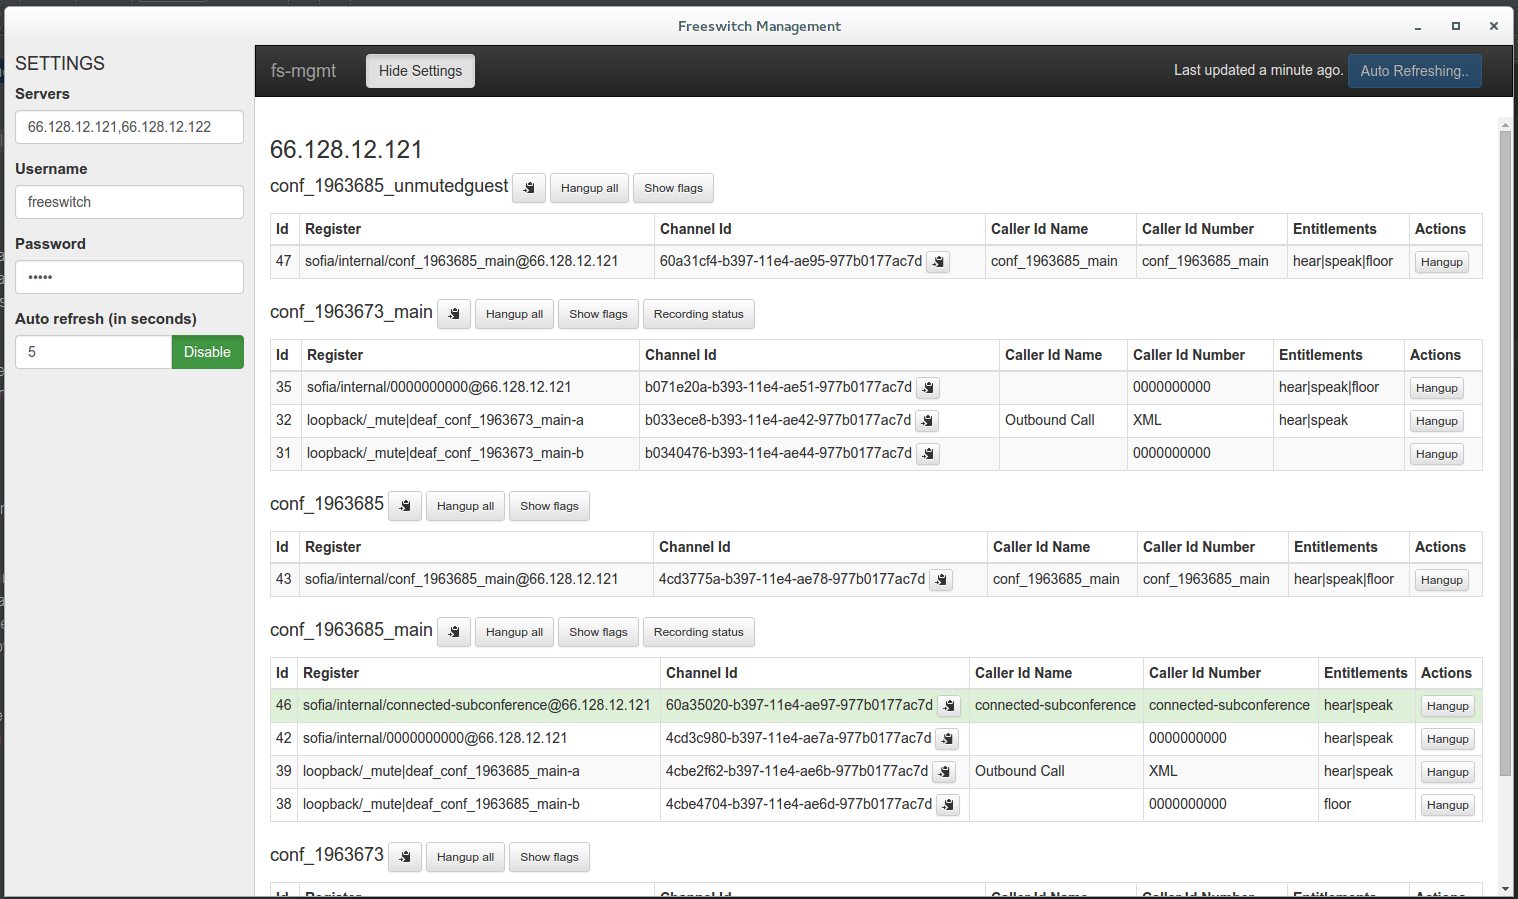 Freeswitch Management
SETTINGS
Servers
66.128.12.121,66.128.12.122
Username
freeswitch
Password
•••••
Auto refresh (in seconds)
5 Disable
fs-mgmt Hide Settings Last updated a minute ago. Auto Refreshing..
66.128.12.121
conf_1963685_unmutedguest Hangup all Show flags
Id Register Channel Id Caller Id Name Caller Id Number Entitlements Actions
47 sofia/internal/conf_1963685_main@66.128.12.121 60a31cf4-b397-11e4-ae95-977b0177ac7d conf_1963685_main conf_1963685_main hear|speak|floor Hangup
conf_1963673_main Hangup all Show flags Recording status
Id Register Channel Id Caller Id Name Caller Id Number Entitlements Actions
35 sofia/internal/0000000000@66.128.12.121 b071e20a-b393-11e4-ae51-977b0177ac7d 0000000000 hear|speak|floor Hangup
32 loopback/_mute|deaf_conf_1963673_main-a b033ece8-b393-11e4-ae42-977b0177ac7d Outbound Call XML hear|speak Hangup
31 loopback/_mute|deaf_conf_1963673_main-b b0340476-b393-11e4-ae44-977b0177ac7d 0000000000 Hangup
conf_1963685 Hangup all Show flags
Id Register Channel Id Caller Id Name Caller Id Number Entitlements Actions
43 sofia/internal/conf_1963685_main@66.128.12.121 4cd3775a-b397-11e4-ae78-977b0177ac7d conf_1963685_main conf_1963685_main hear|speak|floor Hangup
conf_1963685_main Hangup all Show flags Recording status
Id Register Channel Id Caller Id Name Caller Id Number Entitlements Actions
46 sofia/internal/connected-subconference@66.128.12.121 60a35020-b397-11e4-ae97-977b0177ac7d connected-subconference connected-subconference hear|speak Hangup
42 sofia/internal/0000000000@66.128.12.121 4cd3c980-b397-11e4-ae7a-977b0177ac7d 0000000000 hear|speak Hangup
39 loopback/_mute|deaf_conf_1963685_main-a 4cbe2f62-b397-11e4-ae6b-977b0177ac7d Outbound Call XML hear|speak Hangup
38 loopback/_mute|deaf_conf_1963685_main-b 4cbe4704-b397-11e4-ae6d-977b0177ac7d 0000000000 floor Hangup
conf_1963673 Hangup all Show flags
Id Register Channel Id Caller Id Name Caller Id Number Entitlements Actions